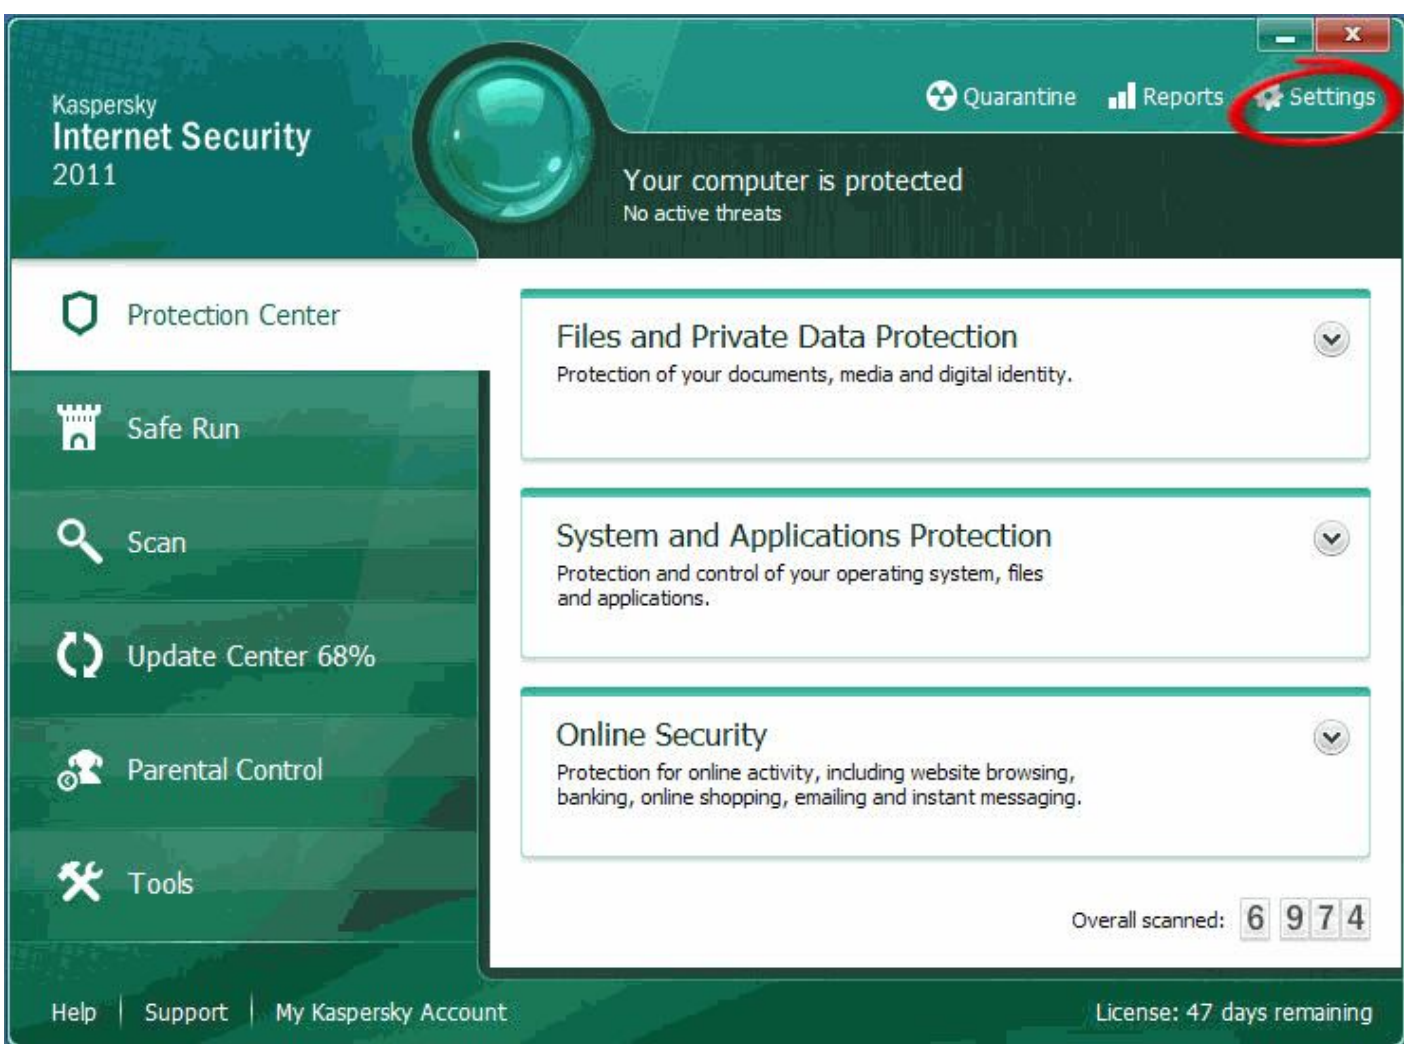 Kaspersky
Internet Security
2011
Quarantine
Reports
Settings
Your computer is protected
No active threats
Protection Center
Safe Run
Scan
Update Center 68%
Parental Control
Tools
Files and Private Data Protection
Protection of your documents, media and digital identity.
System and Applications Protection
Protection and control of your operating system, files
and applications.
Online Security
Protection for online activity, including website browsing,
banking, online shopping, emailing and instant messaging.
Overall scanned: 6 974
Help | Support | My Kaspersky Account
License: 47 days remaining